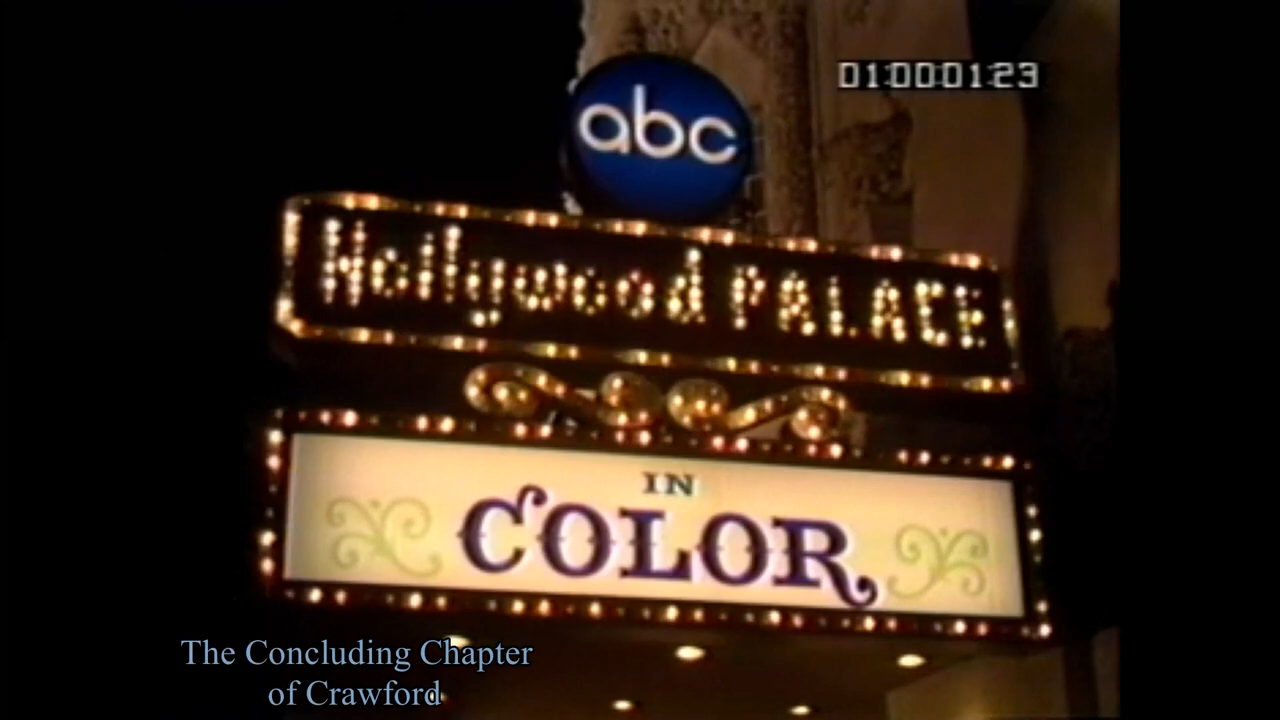 abc
01:00:01:23
Hollywood PALACE
IN
COLOR
The Concluding Chapter
of Crawford